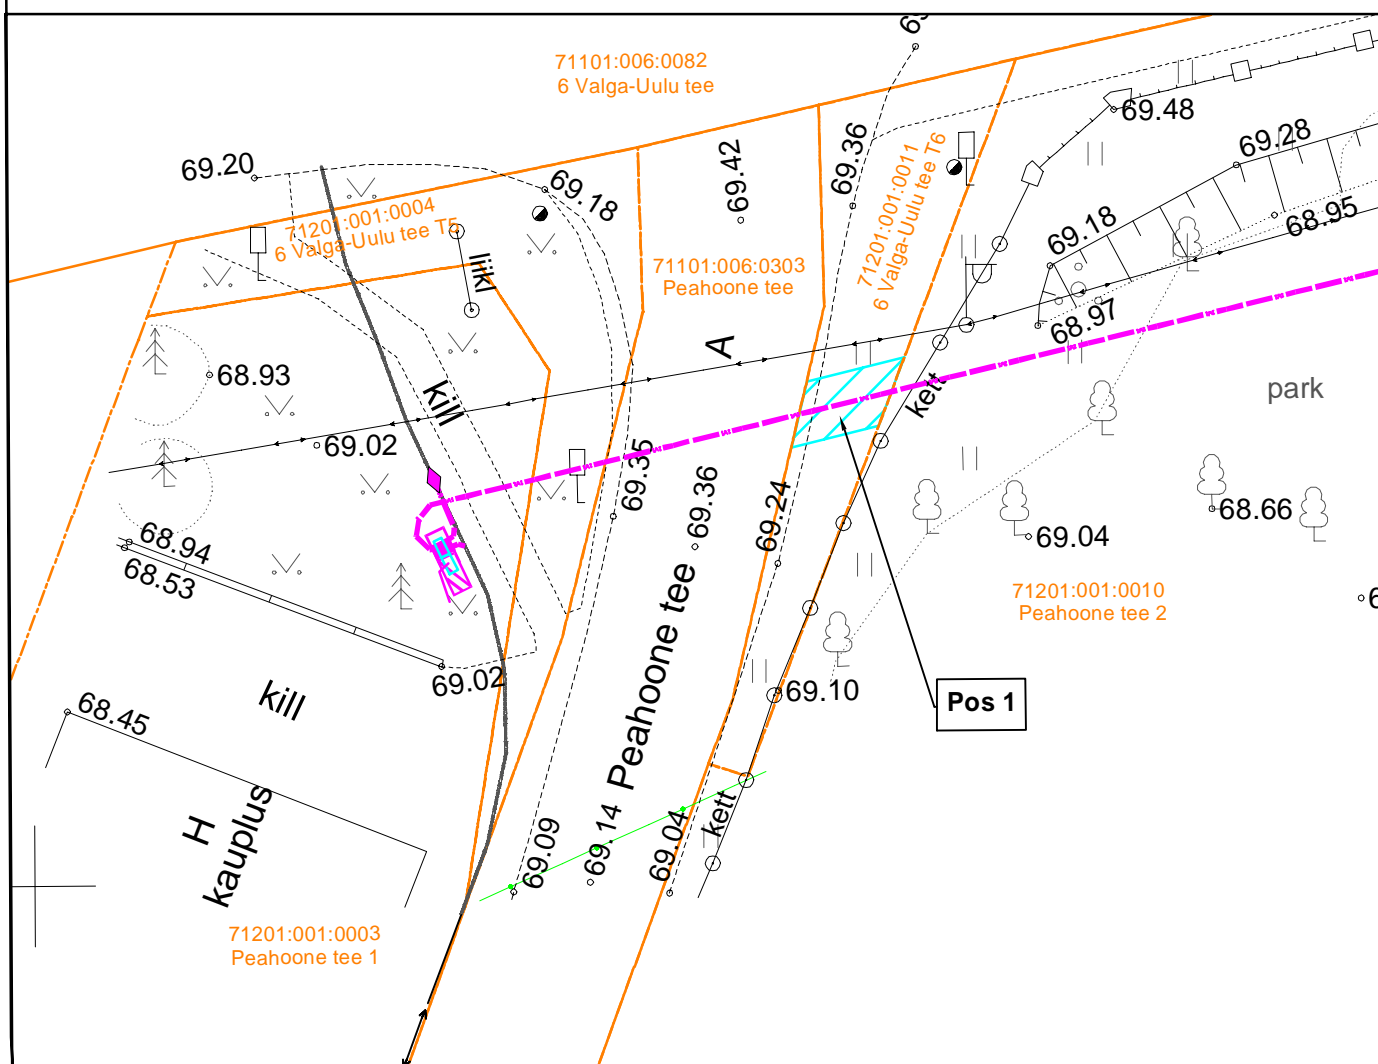 71101:006:0082
6 Valga-Uulu tee
69.48
69.36
69.42
69.28
69.20
69.18
71201:001:0011
6 Valga-Uulu tee T6
71201:001:0004
6 Valga-Uulu tee T5
69.18
68.95
liikl
71101:006:0303
Peahoone tee
68.97
A
68.93
kill
kett
park
69.02
69.35
69.36
69.24
68.66
68.94
68.53
69.04
71201:001:0010
Peahoone tee 2
Peahoone tee
69.02
69.10
Pos 1
kill
68.45
H
kauplus
kett
69.09
69.14
69.04
71201:001:0003
Peahoone tee 1